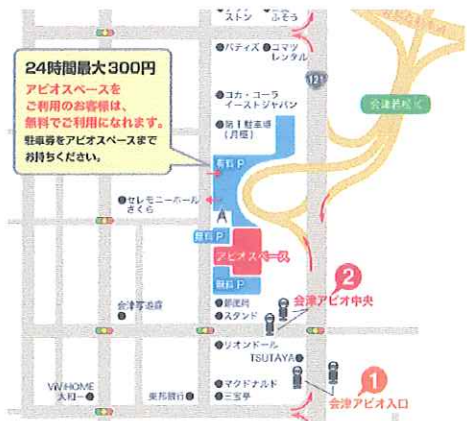 ストン
ふそう
バディズ
コマツ
レンタル
24時間最大300円
アピオスペースを
ご利用のお客様は、
無料でご利用になれます。
駐車券をアピオスペースまで
お持ちください。
121
コカ・コーラ
イーストジャパン
会津若松IC
第1駐車場
(月極)
有料P
セレモニーホール
さくら
A
無料P
アピオスペース
無料P
2
会津アピオ中央
会津写真館
郵便局
スタンド
リオンドール
TSUTAYA
1
会津アピオ入口
ViV HOME
大和一
東邦銀行
マクドナルド
三宝亭